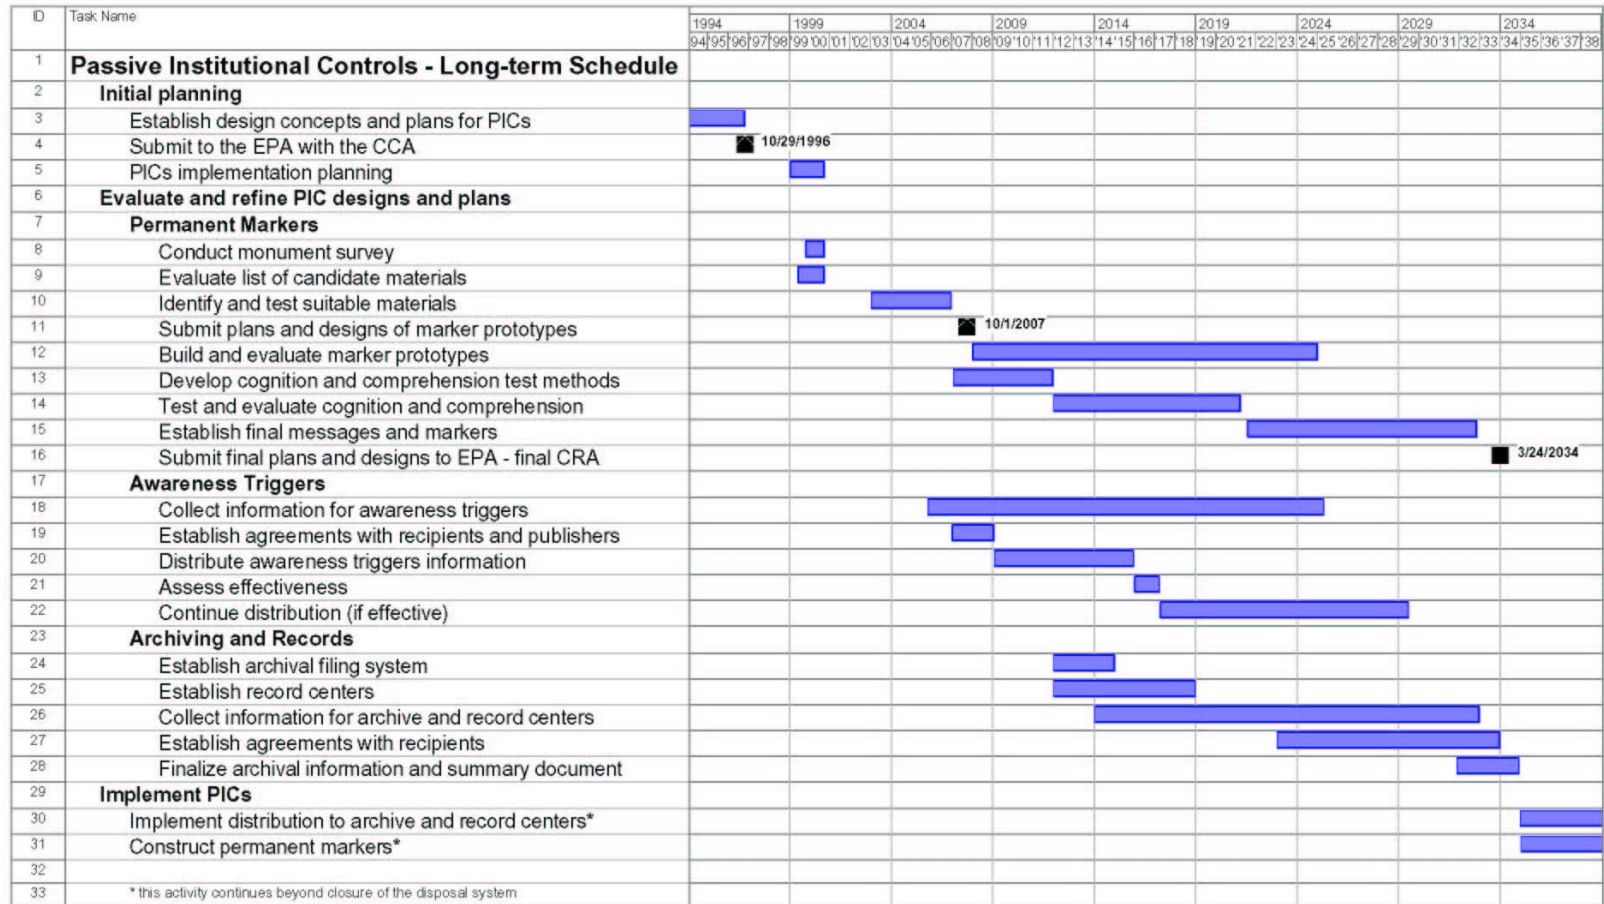 ID Task Name 1994 1999 2004 2009 2014 2019 2024 2029 2034
94 '95 '96 '97 '98 '99 '00 '01 '02 '03 '04 '05 '06 '07 '08 '09 '10 '11 '12 '13 '14 '15 '16 '17 '18 '19 '20 '21 '22 '23 '24 '25 '26 '27 '28 '29 '30 '31 '32 '33 '34 '35 '36 '37 '38
1 Passive Institutional Controls - Long-term Schedule
2 Initial planning
3 Establish design concepts and plans for PICs
4 Submit to the EPA with the CCA 10/29/1996
5 PICs implementation planning
6 Evaluate and refine PIC designs and plans
7 Permanent Markers
8 Conduct monument survey
9 Evaluate list of candidate materials
10 Identify and test suitable materials
11 Submit plans and designs of marker prototypes 10/1/2007
12 Build and evaluate marker prototypes
13 Develop cognition and comprehension test methods
14 Test and evaluate cognition and comprehension
15 Establish final messages and markers
16 Submit final plans and designs to EPA - final CRA 3/24/2034
17 Awareness Triggers
18 Collect information for awareness triggers
19 Establish agreements with recipients and publishers
20 Distribute awareness triggers information
21 Assess effectiveness
22 Continue distribution (if effective)
23 Archiving and Records
24 Establish archival filing system
25 Establish record centers
26 Collect information for archive and record centers
27 Establish agreements with recipients
28 Finalize archival information and summary document
29 Implement PICs
30 Implement distribution to archive and record centers*
31 Construct permanent markers*
32
33 * this activity continues beyond closure of the disposal system